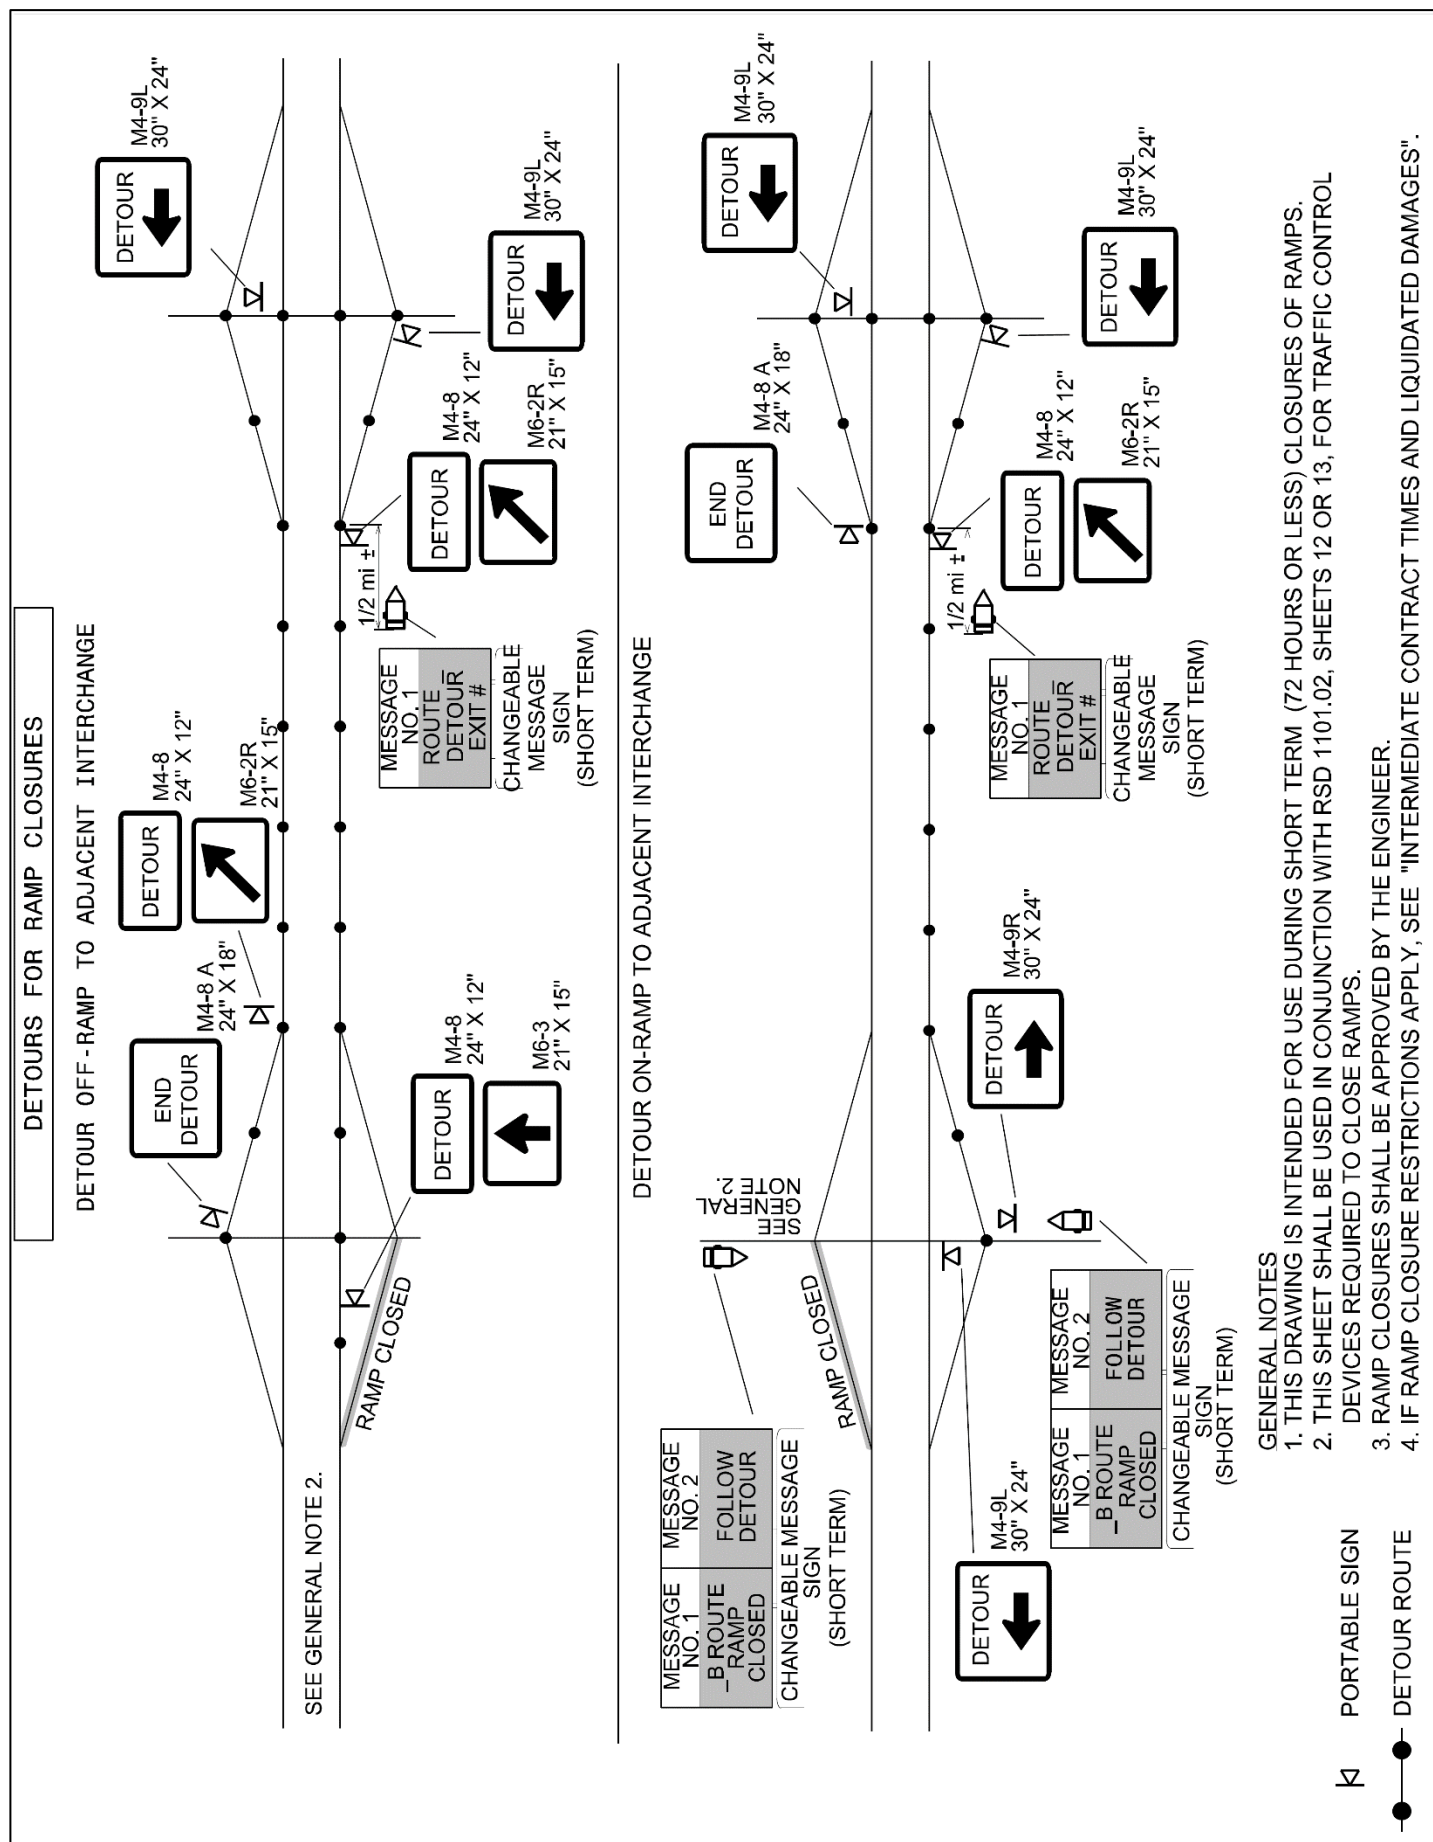 DETOURS FOR RAMP CLOSURES
DETOUR OFF-RAMP TO ADJACENT INTERCHANGE
SEE GENERAL NOTE 2.
RAMP CLOSED
END
DETOUR
M4-8 A
24" X 18"
DETOUR
M4-8
24" X 12"
M6-2R
21" X 15"
DETOUR
M4-9L
30" X 24"
DETOUR
M4-8
24" X 12"
M6-3
21" X 15"
MESSAGE
NO. 1
ROUTE
DETOUR_
EXIT #
CHANGEABLE
MESSAGE
SIGN
(SHORT TERM)
1/2 mi ±
DETOUR
M4-8
24" X 12"
M6-2R
21" X 15"
DETOUR
M4-9L
30" X 24"
DETOUR ON-RAMP TO ADJACENT INTERCHANGE
MESSAGE
NO. 1
_B ROUTE
RAMP
CLOSED
MESSAGE
NO. 2
FOLLOW
DETOUR
CHANGEABLE MESSAGE
SIGN
(SHORT TERM)
SEE
GENERAL
NOTE 2.
RAMP CLOSED
END
DETOUR
M4-8 A
24" X 18"
DETOUR
M4-9L
30" X 24"
DETOUR
M4-9L
30" X 24"
MESSAGE
NO. 1
_B ROUTE
RAMP
CLOSED
MESSAGE
NO. 2
FOLLOW
DETOUR
CHANGEABLE MESSAGE
SIGN
(SHORT TERM)
DETOUR
M4-9R
30" X 24"
MESSAGE
NO. 1
ROUTE
DETOUR_
EXIT #
CHANGEABLE
MESSAGE
SIGN
(SHORT TERM)
1/2 mi ±
DETOUR
M4-8
24" X 12"
M6-2R
21" X 15"
DETOUR
M4-9L
30" X 24"
PORTABLE SIGN
DETOUR ROUTE
GENERAL NOTES
1. THIS DRAWING IS INTENDED FOR USE DURING SHORT TERM (72 HOURS OR LESS) CLOSURES OF RAMPS.
2. THIS SHEET SHALL BE USED IN CONJUNCTION WITH RSD 1101.02, SHEETS 12 OR 13, FOR TRAFFIC CONTROL
DEVICES REQUIRED TO CLOSE RAMPS.
3. RAMP CLOSURES SHALL BE APPROVED BY THE ENGINEER.
4. IF RAMP CLOSURE RESTRICTIONS APPLY, SEE "INTERMEDIATE CONTRACT TIMES AND LIQUIDATED DAMAGES".